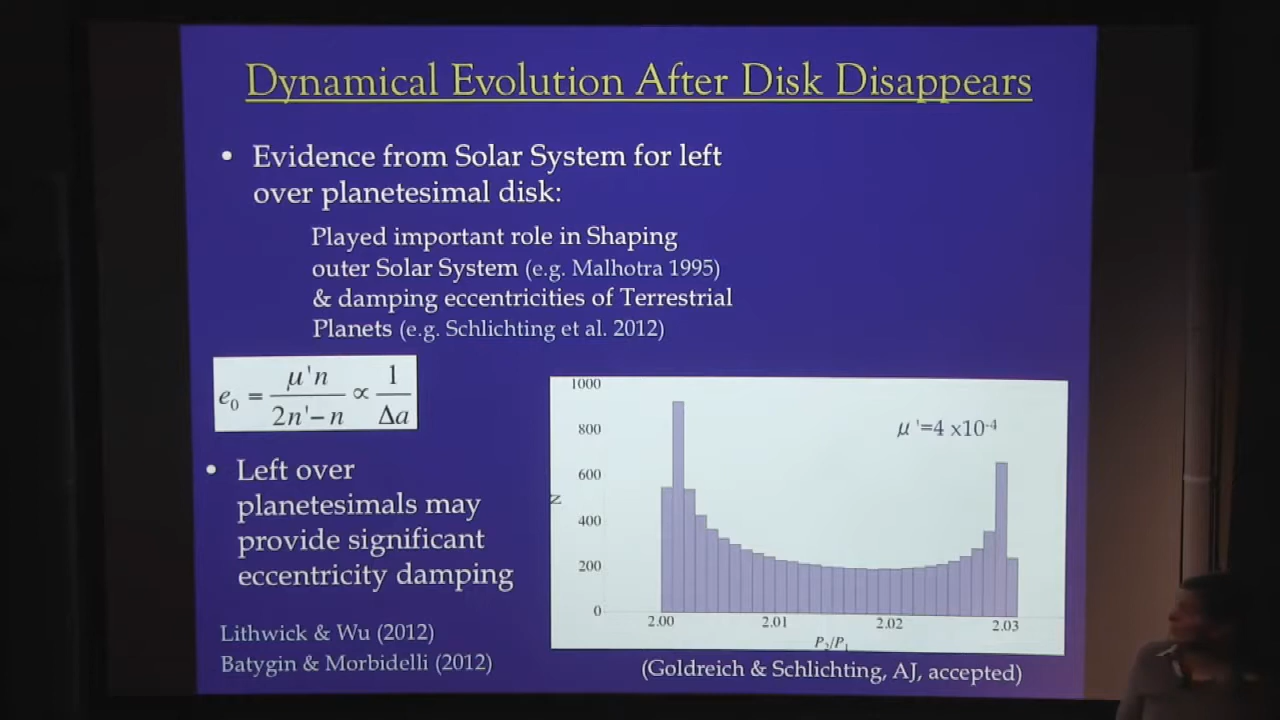 Dynamical Evolution After Disk Disappears
• Evidence from Solar System for left
over planetesimal disk:
Played important role in Shaping
outer Solar System (e.g. Malhotra 1995)
& damping eccentricities of Terrestrial
Planets (e.g. Schlichting et al. 2012)
e₀ = μ'n / (2n'−n) ∝ 1 / Δa
• Left over
planetesimals may
provide significant
eccentricity damping
Lithwick & Wu (2012)
Batygin & Morbidelli (2012)
μ'=4 x10⁻⁴
1000
800
600
400
200
0
N
2.00 2.01 2.02 2.03
P₂/P₁
(Goldreich & Schlichting, AJ, accepted)